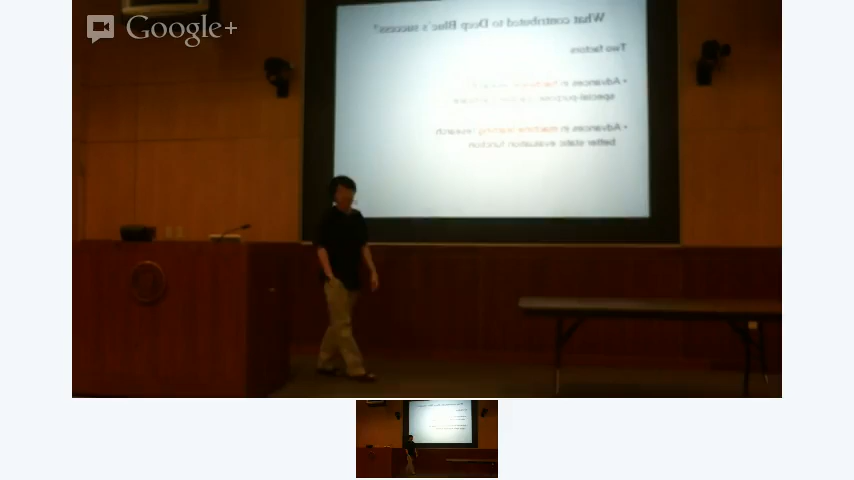 Google+
What contributed to Deep Blue's success?
Two factors
• Advances in
special-purpose
• Advances in machine learning research
better static evaluation function